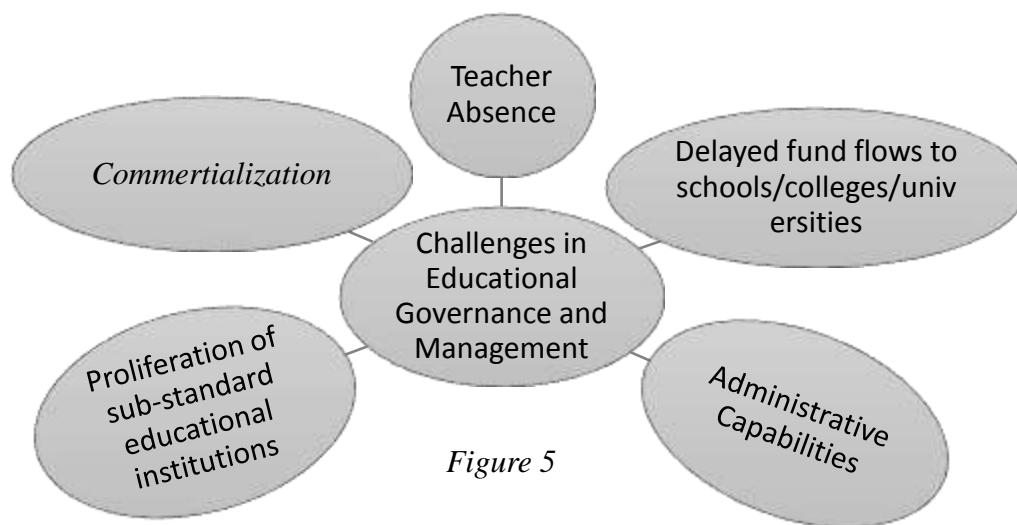 Teacher
Absence
Commertialization
Delayed fund flows to
schools/colleges/univ
ersities
Challenges in
Educational
Governance and
Management
Proliferation of
sub-standard
educational
institutions
Administrative
Capabilities
Figure 5